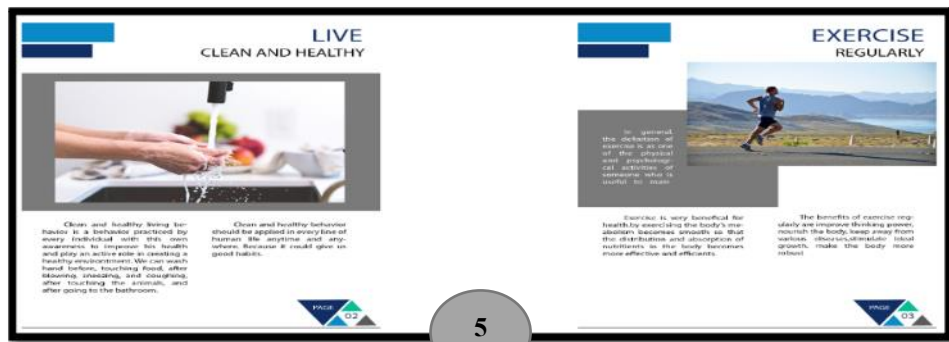 LIVE
CLEAN AND HEALTHY
Clean and healthy living be-
havior is a behavior practiced by
every individual with this own
awareness to improve his health
and play an active role in creating a
healthy environtment. We can wash
hand before, touching food, after
blowing, sneezing, and coughing,
after touching the animals, and
after going to the bathroom.
Clean and healthy behavior
should be applied in every line of
human life anytime and any-
where. Because it could give us
good habits.
PAGE
02
EXERCISE
REGULARLY
In general,
the definition of
exercise is as one
of the physical
and psychologi-
cal activities of
someone who is
useful to main-
Exercise is very benefical for
health,by exercising the body's me-
abolism becomes smooth so that
the distribution and absorption of
nutritients in the body becomes
more effective and efficients.
The benefits of exercise reg-
ularly are improve thinking power,
nourish the body, keep away from
various diseases,stimulate ideal
growth, make the body more
robust
PAGE
03
5